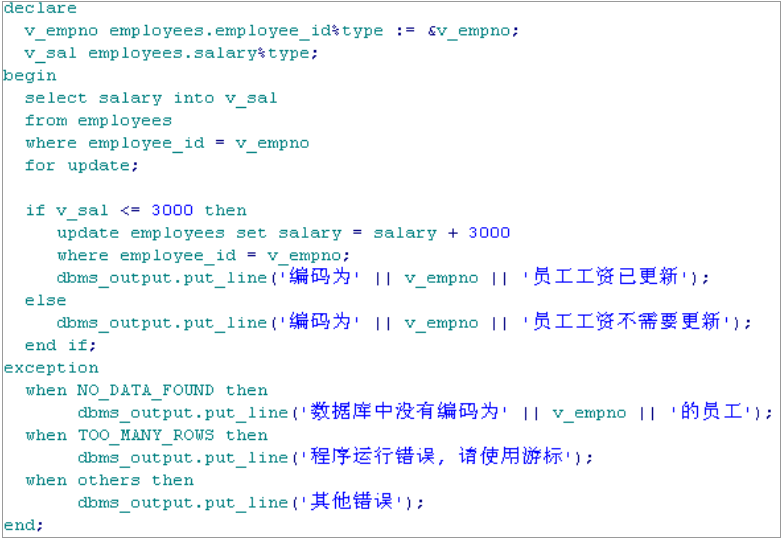 declare
  v_empno employees.employee_id%type := &v_empno;
  v_sal employees.salary%type;
begin
  select salary into v_sal
  from employees
  where employee_id = v_empno
  for update;

  if v_sal <= 3000 then
     update employees set salary = salary + 3000
     where employee_id = v_empno;
     dbms_output.put_line('编码为' || v_empno || '员工工资已更新');
  else
     dbms_output.put_line('编码为' || v_empno || '员工工资不需要更新');
  end if;
exception
  when NO_DATA_FOUND then
       dbms_output.put_line('数据库中没有编码为' || v_empno || '的员工');
  when TOO_MANY_ROWS then
       dbms_output.put_line('程序运行错误, 请使用游标');
  when others then
       dbms_output.put_line('其他错误');
end;